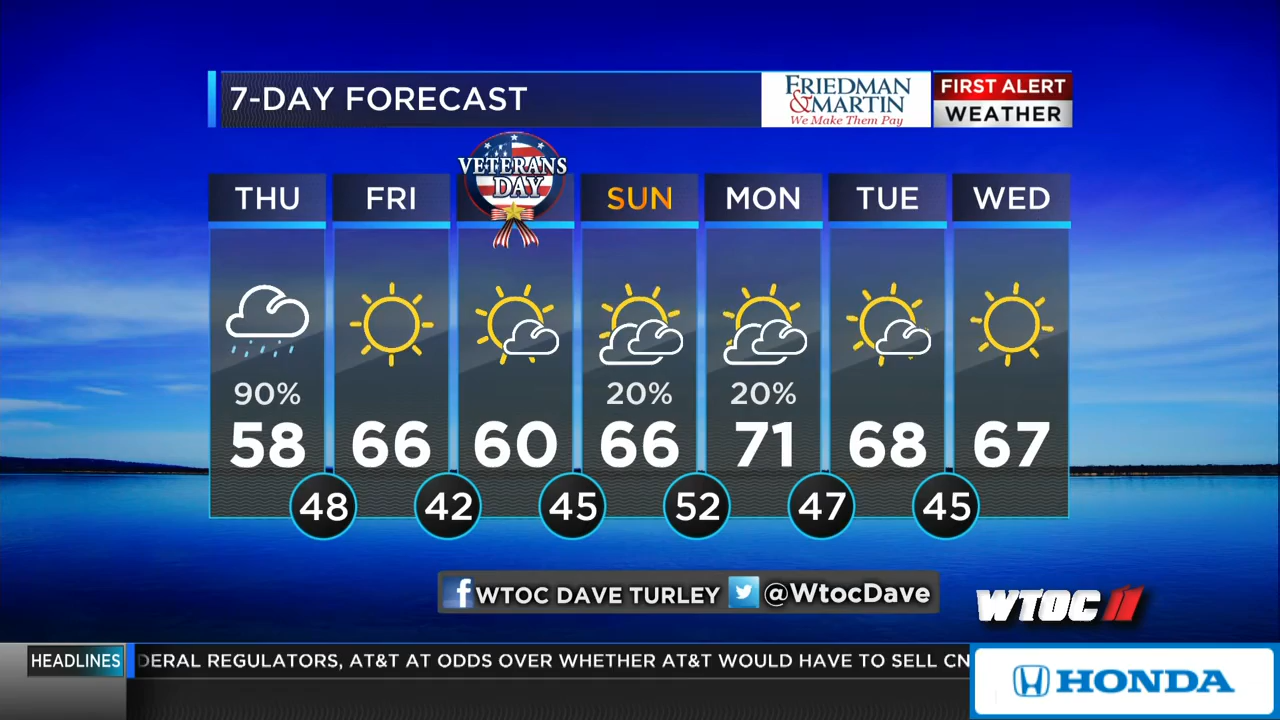 7-DAY FORECAST
FRIEDMAN
&MARTIN
We Make Them Pay
FIRST ALERT
WEATHER
THU
FRI
VETERANS
DAY
SUN
MON
TUE
WED
90%
20%
20%
58
66
60
66
71
68
67
48
42
45
52
47
45
f WTOC DAVE TURLEY @WtocDave
WTOC 11
HEADLINES
DERAL REGULATORS, AT&T AT ODDS OVER WHETHER AT&T WOULD HAVE TO SELL CN
HONDA